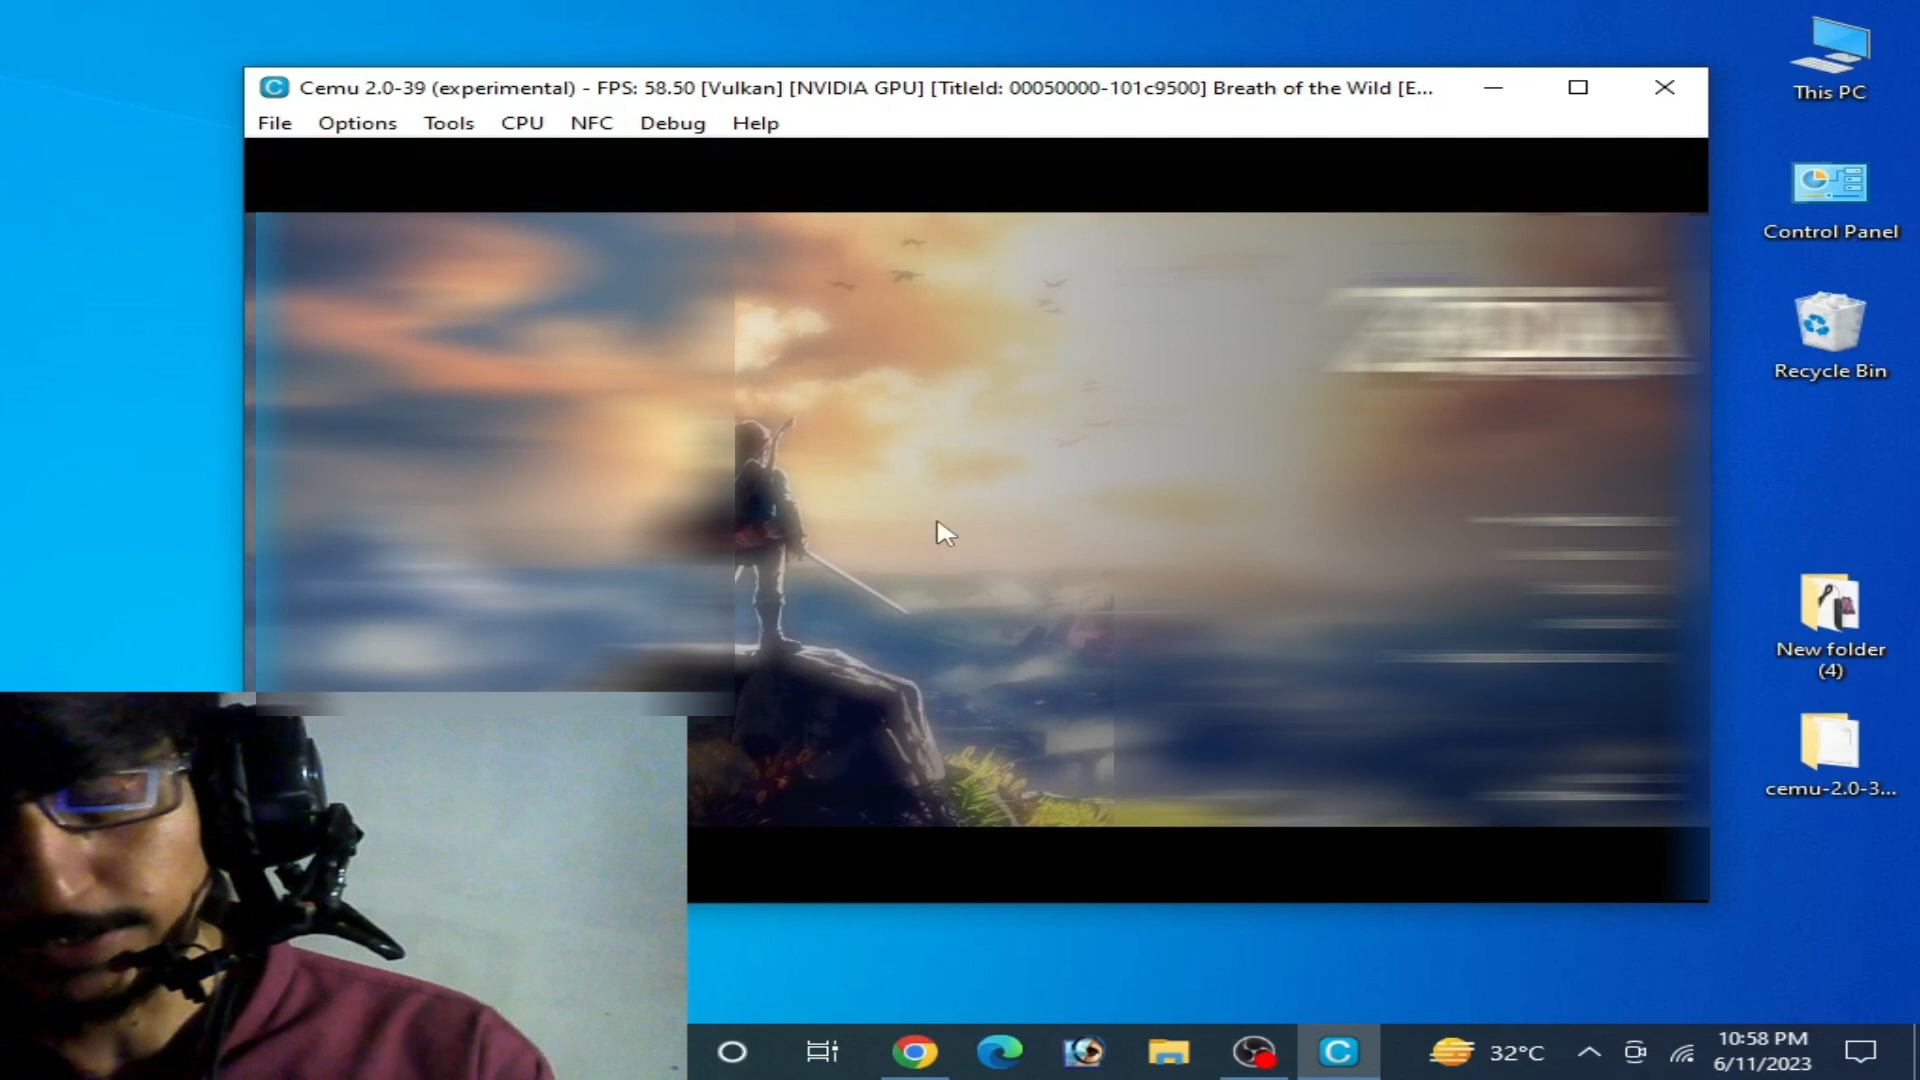 Cemu 2.0-39 (experimental) - FPS: 58.50 [Vulkan] [NVIDIA GPU] [TitleId: 00050000-101c9500] Breath of the Wild [E...
File Options Tools CPU NFC Debug Help
This PC
Control Panel
Recycle Bin
New folder
(4)
cemu-2.0-3...
32°C
10:58 PM
6/11/2023